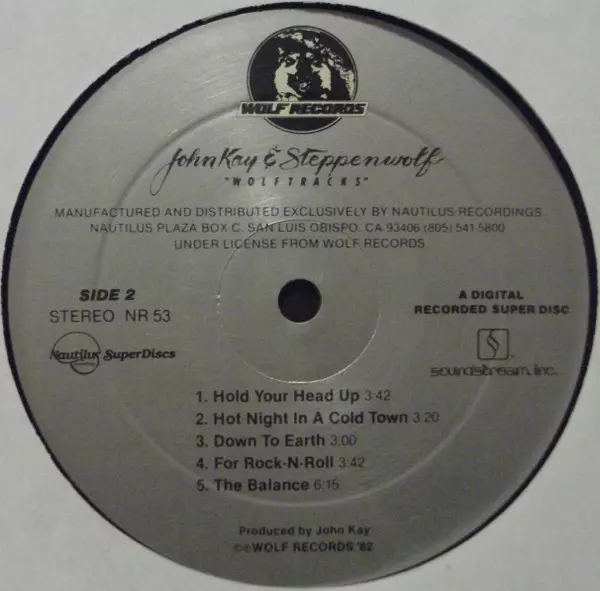 WOLF RECORDS
John Kay & Steppenwolf
"WOLFTRACKS"
MANUFACTURED AND DISTRIBUTED EXCLUSIVELY BY NAUTILUS RECORDINGS
NAUTILUS PLAZA BOX C. SAN LUIS OBISPO, CA 93406 (805) 541-5800
UNDER LICENSE FROM WOLF RECORDS
SIDE 2
STEREO NR 53
A DIGITAL
RECORDED SUPER DISC
Nautilus SuperDiscs
soundstream, inc.
1. Hold Your Head Up 3:42
2. Hot Night In A Cold Town 3:20
3. Down To Earth 3:00
4. For Rock-N-Roll 3:42
5. The Balance 6:15
Produced by John Kay
©℗ WOLF RECORDS '82